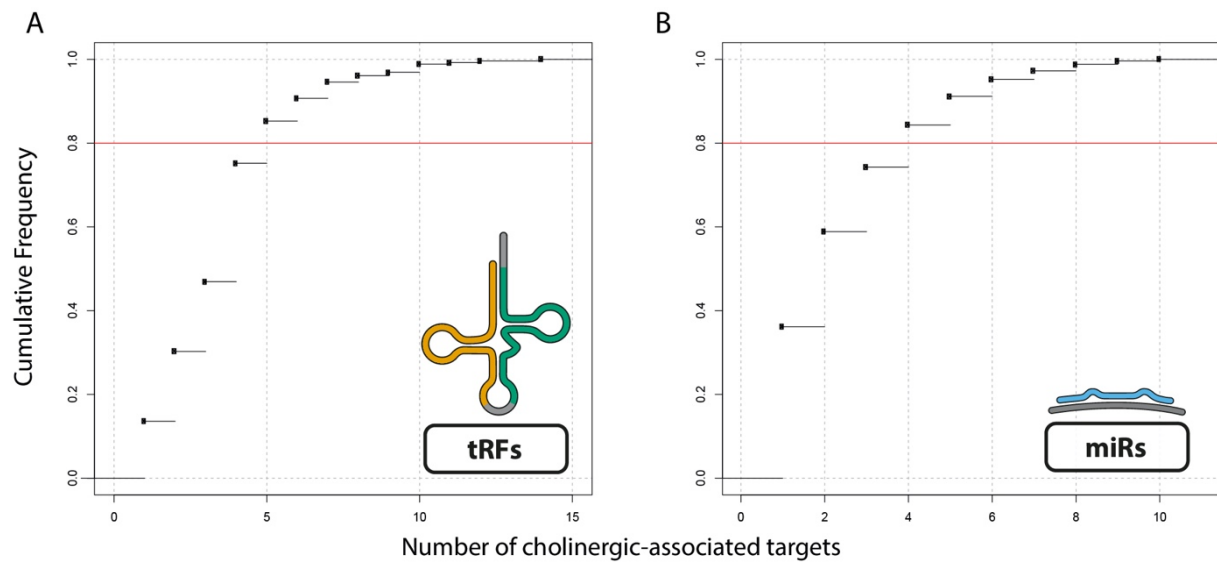 A
B
Cumulative Frequency
1.0
0.8
0.6
0.4
0.2
0.0
tRFs
0 5 10 15
1.0
0.8
0.6
0.4
0.2
0.0
miRs
0 2 4 6 8 10
Number of cholinergic-associated targets